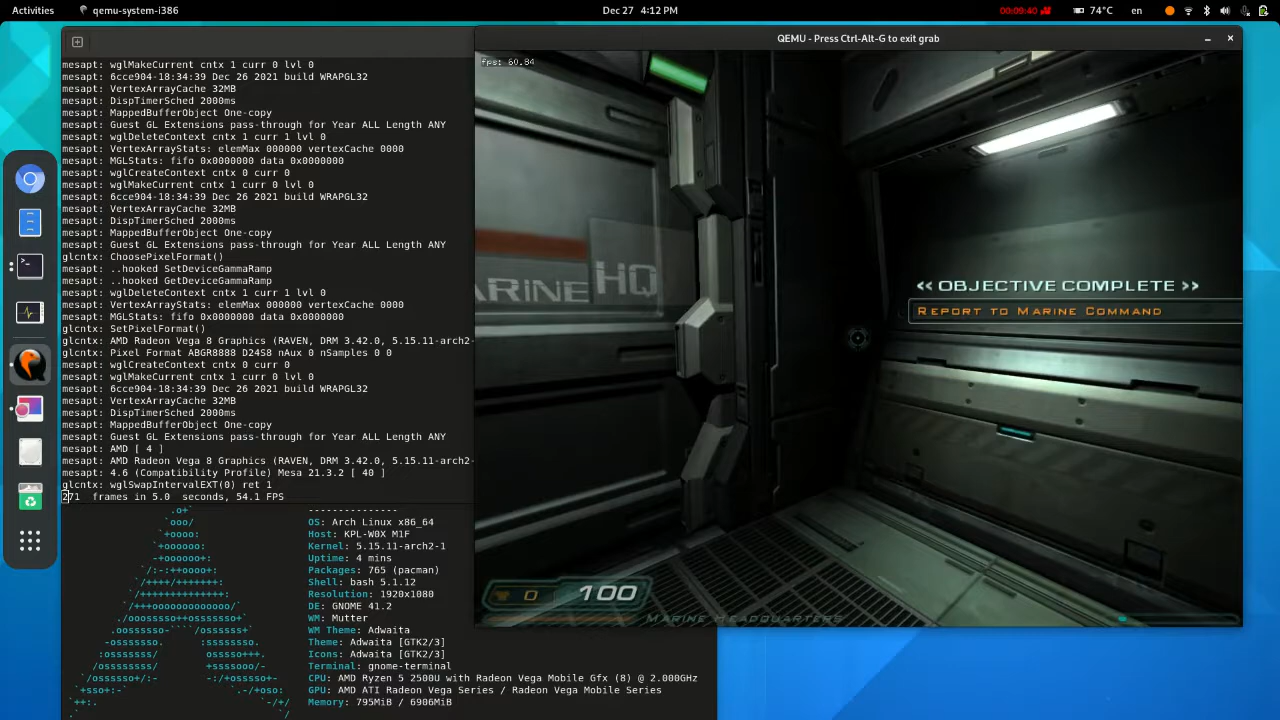 Activities
qemu-system-i386
Dec 27 4:12 PM
00:09:40
74°C
en
mesapt: wglMakeCurrent cntx 1 curr 0 lvl 0
mesapt: 6cce904-18:34:39 Dec 26 2021 build WRAPGL32
mesapt: VertexArrayCache 32MB
mesapt: DispTimerSched 2000ms
mesapt: MappedBufferObject One-copy
mesapt: Guest GL Extensions pass-through for Year ALL Length ANY
mesapt: wglDeleteContext cntx 1 curr 1 lvl 0
mesapt: VertexArrayStats: elemMax 000000 vertexCache 0000
mesapt: MGLStats: fifo 0x0000000 data 0x0000000
mesapt: wglCreateContext cntx 0 curr 0
mesapt: wglMakeCurrent cntx 1 curr 0 lvl 0
mesapt: 6cce904-18:34:39 Dec 26 2021 build WRAPGL32
mesapt: VertexArrayCache 32MB
mesapt: DispTimerSched 2000ms
mesapt: MappedBufferObject One-copy
mesapt: Guest GL Extensions pass-through for Year ALL Length ANY
glcntx: ChoosePixelFormat()
mesapt: ..hooked SetDeviceGammaRamp
mesapt: ..hooked GetDeviceGammaRamp
mesapt: wglDeleteContext cntx 1 curr 1 lvl 0
mesapt: VertexArrayStats: elemMax 000000 vertexCache 0000
mesapt: MGLStats: fifo 0x0000000 data 0x0000000
glcntx: SetPixelFormat()
glcntx: AMD Radeon Vega 8 Graphics (RAVEN, DRM 3.42.0, 5.15.11-arch2-
glcntx: Pixel Format ABGR8888 D24S8 nAux 0 nSamples 0 0
mesapt: wglCreateContext cntx 0 curr 0
mesapt: wglMakeCurrent cntx 1 curr 0 lvl 0
mesapt: 6cce904-18:34:39 Dec 26 2021 build WRAPGL32
mesapt: VertexArrayCache 32MB
mesapt: DispTimerSched 2000ms
mesapt: MappedBufferObject One-copy
mesapt: Guest GL Extensions pass-through for Year ALL Length ANY
mesapt: AMD [ 4 ]
mesapt: AMD Radeon Vega 8 Graphics (RAVEN, DRM 3.42.0, 5.15.11-arch2-
mesapt: 4.6 (Compatibility Profile) Mesa 21.3.2 [ 40 ]
glcntx: wglSwapIntervalEXT(0) ret 1
271 frames in 5.0 seconds, 54.1 FPS
---------------
OS: Arch Linux x86_64
Host: KPL-W0X M1F
Kernel: 5.15.11-arch2-1
Uptime: 4 mins
Packages: 765 (pacman)
Shell: bash 5.1.12
Resolution: 1920x1080
DE: GNOME 41.2
WM: Mutter
WM Theme: Adwaita
Theme: Adwaita [GTK2/3]
Icons: Adwaita [GTK2/3]
Terminal: gnome-terminal
CPU: AMD Ryzen 5 2500U with Radeon Vega Mobile Gfx (8) @ 2.000GHz
GPU: AMD ATI Radeon Vega Series / Radeon Vega Mobile Series
Memory: 795MiB / 6906MiB
QEMU - Press Ctrl-Alt-G to exit grab
fps: 60.84
ARINE HQ
<< OBJECTIVE COMPLETE >>
REPORT TO MARINE COMMAND
0
100
MARINE HEADQUARTERS